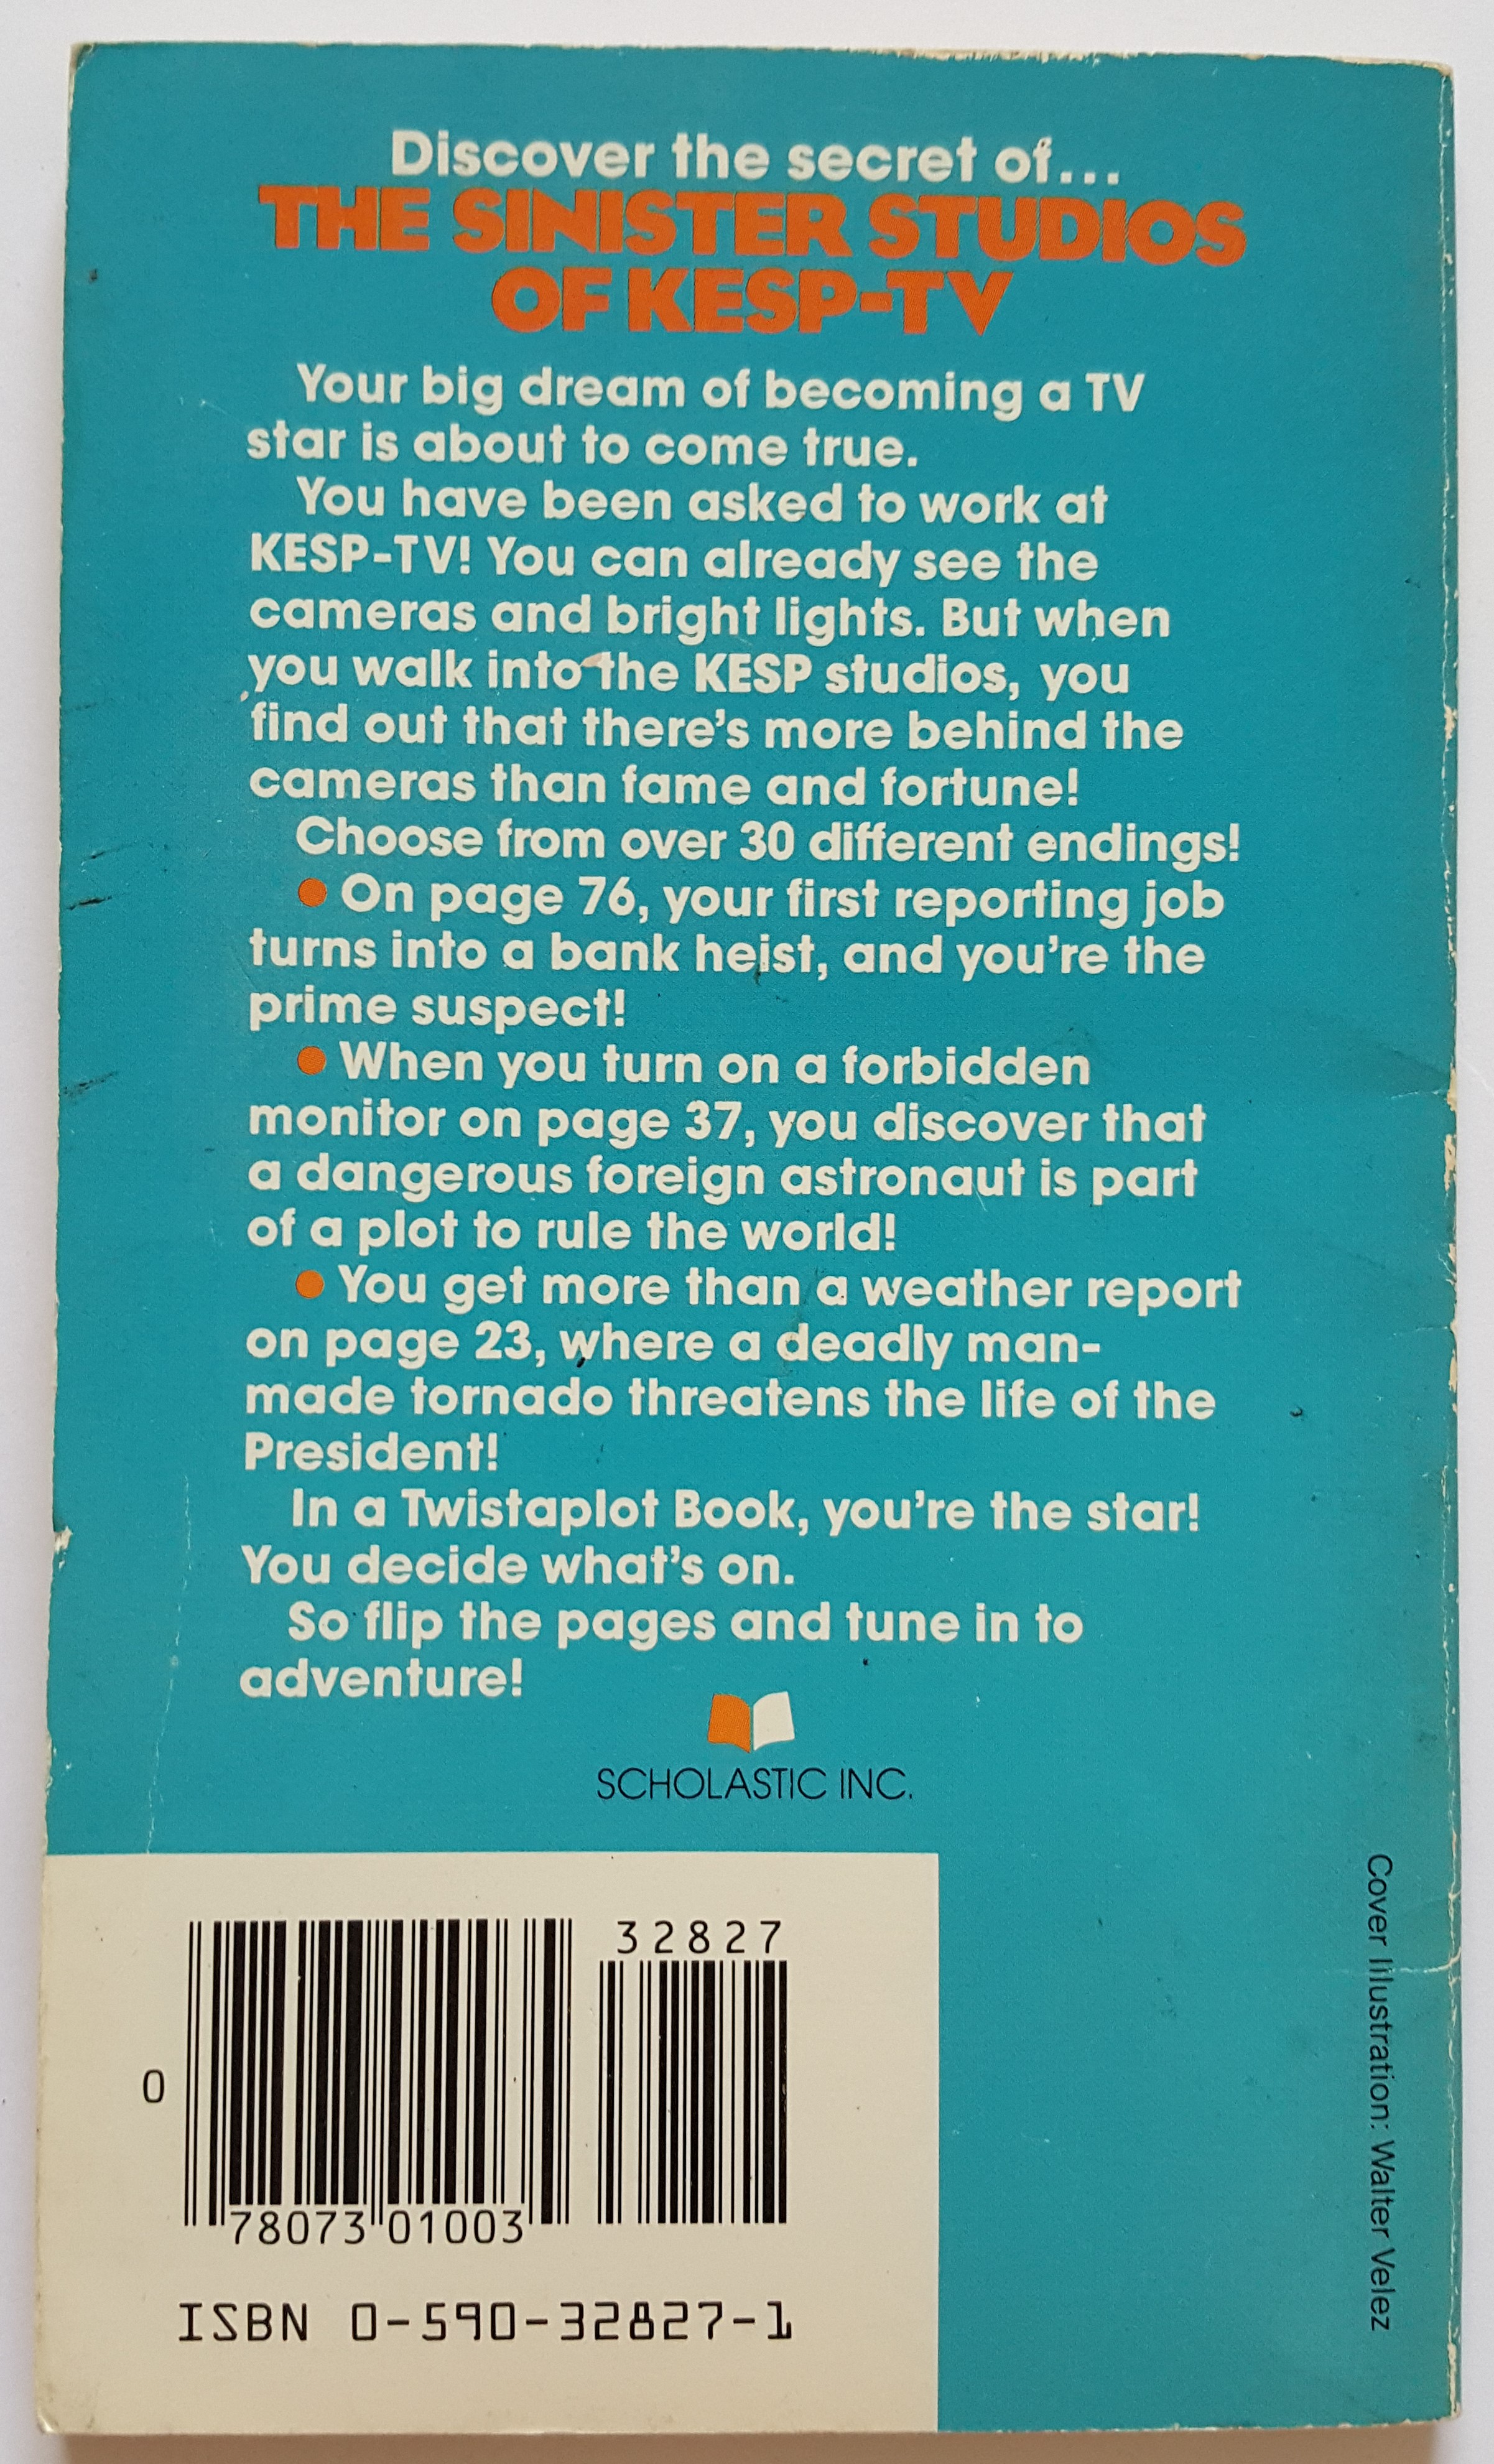 Discover the secret of...
THE SINISTER STUDIOS
OF KESP-TV
Your big dream of becoming a TV
star is about to come true.
You have been asked to work at
KESP-TV! You can already see the
cameras and bright lights. But when
you walk into the KESP studios, you
find out that there's more behind the
cameras than fame and fortune!
Choose from over 30 different endings!
● On page 76, your first reporting job
turns into a bank heist, and you're the
prime suspect!
● When you turn on a forbidden
monitor on page 37, you discover that
a dangerous foreign astronaut is part
of a plot to rule the world!
● You get more than a weather report
on page 23, where a deadly man-
made tornado threatens the life of the
President!
In a Twistaplot Book, you're the star!
You decide what's on.
So flip the pages and tune in to
adventure!
SCHOLASTIC INC.
32827
0
78073 01003
ISBN 0-590-32827-1
Cover Illustration: Walter Velez